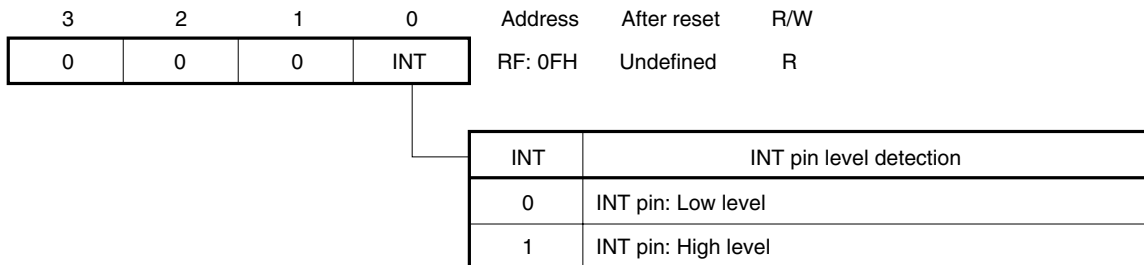 3 2 1 0 Address After reset R/W
0 0 0 INT RF: 0FH Undefined R
INT INT pin level detection
0 INT pin: Low level
1 INT pin: High level